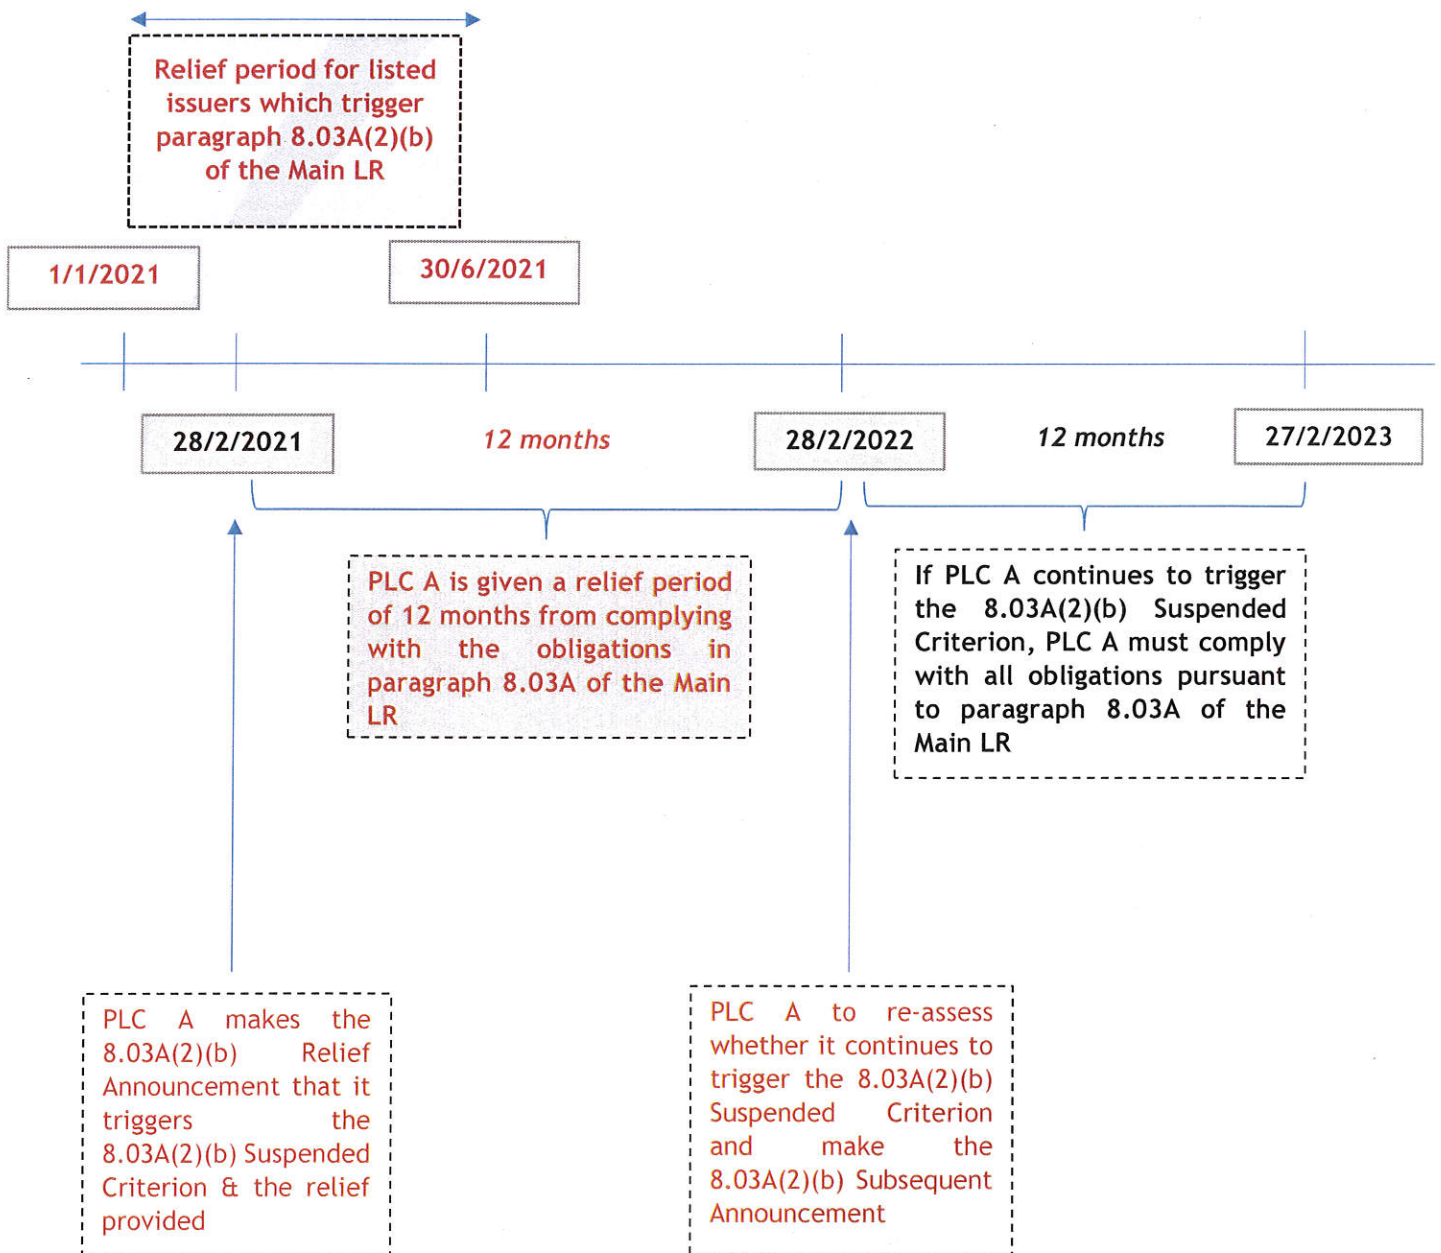 Relief period for listed
issuers which trigger
paragraph 8.03A(2)(b)
of the Main LR
1/1/2021
30/6/2021
28/2/2021
12 months
28/2/2022
12 months
27/2/2023
PLC A is given a relief period
of 12 months from complying
with the obligations in
paragraph 8.03A of the Main
LR
If PLC A continues to trigger
the 8.03A(2)(b) Suspended
Criterion, PLC A must comply
with all obligations pursuant
to paragraph 8.03A of the
Main LR
PLC A makes the
8.03A(2)(b) Relief
Announcement that it
triggers the
8.03A(2)(b) Suspended
Criterion & the relief
provided
PLC A to re-assess
whether it continues to
trigger the 8.03A(2)(b)
Suspended Criterion
and make the
8.03A(2)(b) Subsequent
Announcement